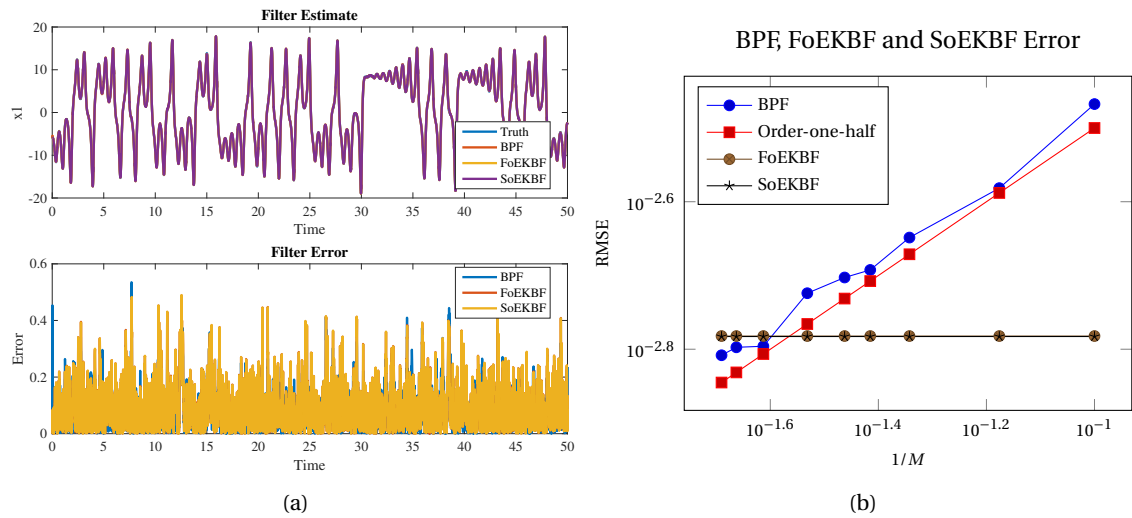 Filter Estimate
20
10
0
-10
-20
x1
Truth
BPF
FoEKBF
SoEKBF
0 5 10 15 20 25 30 35 40 45 50
Time
Filter Error
0.6
0.4
0.2
0
Error
BPF
FoEKBF
SoEKBF
0 5 10 15 20 25 30 35 40 45 50
Time
(a)
BPF, FoEKBF and SoEKBF Error
BPF
Order-one-half
FoEKBF
SoEKBF
10^−2.6
10^−2.8
RMSE
10^−1.6 10^−1.4 10^−1.2 10^−1
1/M
(b)